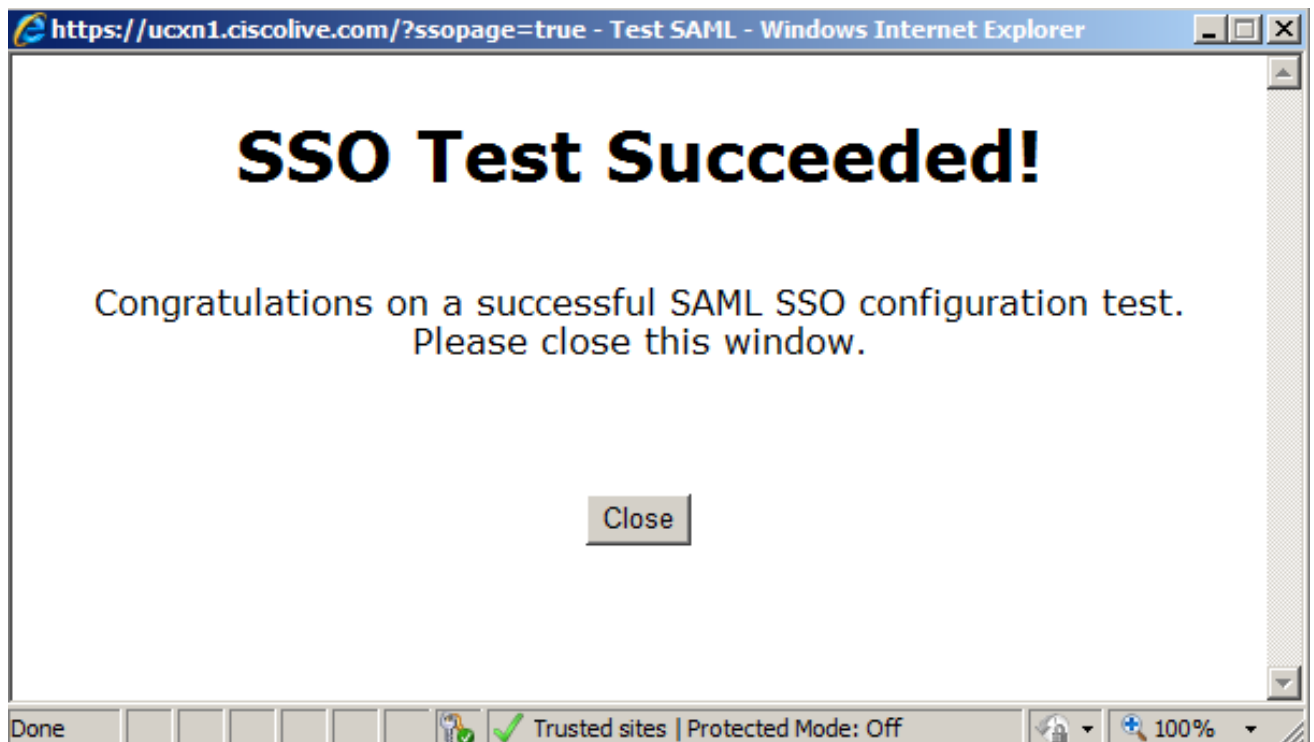 https://ucxn1.ciscolive.com/?ssopage=true - Test SAML - Windows Internet Explorer
SSO Test Succeeded!
Congratulations on a successful SAML SSO configuration test.
Please close this window.
Close
Done Trusted sites | Protected Mode: Off 100%